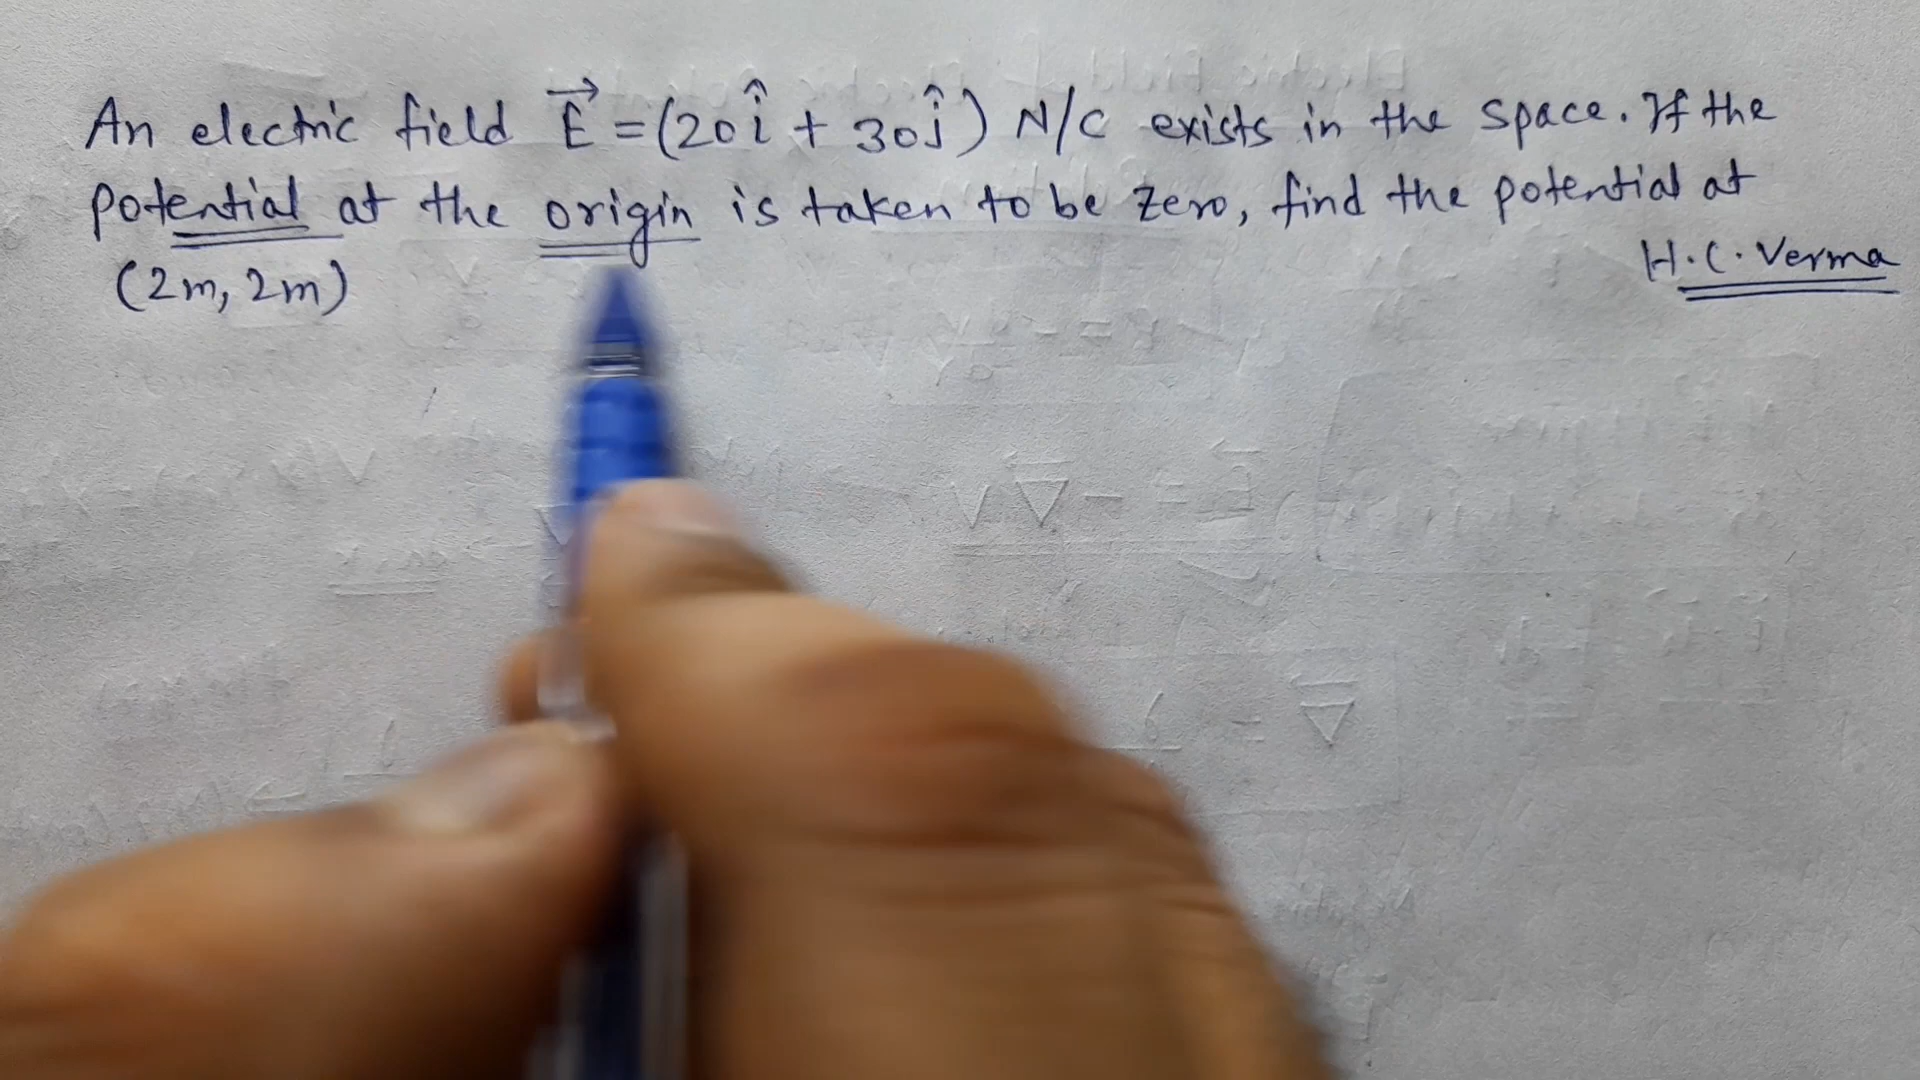 An electric field \vec{E} = (20î + 30ĵ) N/C exists in the space. If the
potential at the origin is taken to be zero, find the potential at
(2m, 2m)
H.C. Verma